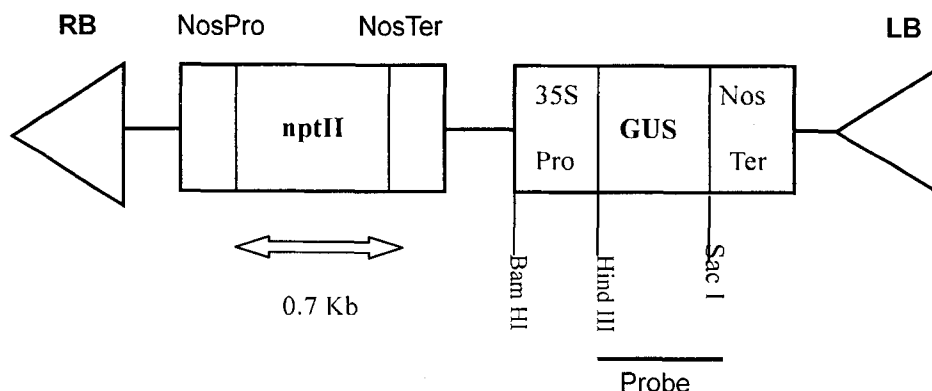 RB NosPro NosTer LB
nptII
35S
Pro
GUS
Nos
Ter
0.7 Kb
Bam HI
Hind III
Sac I
Probe